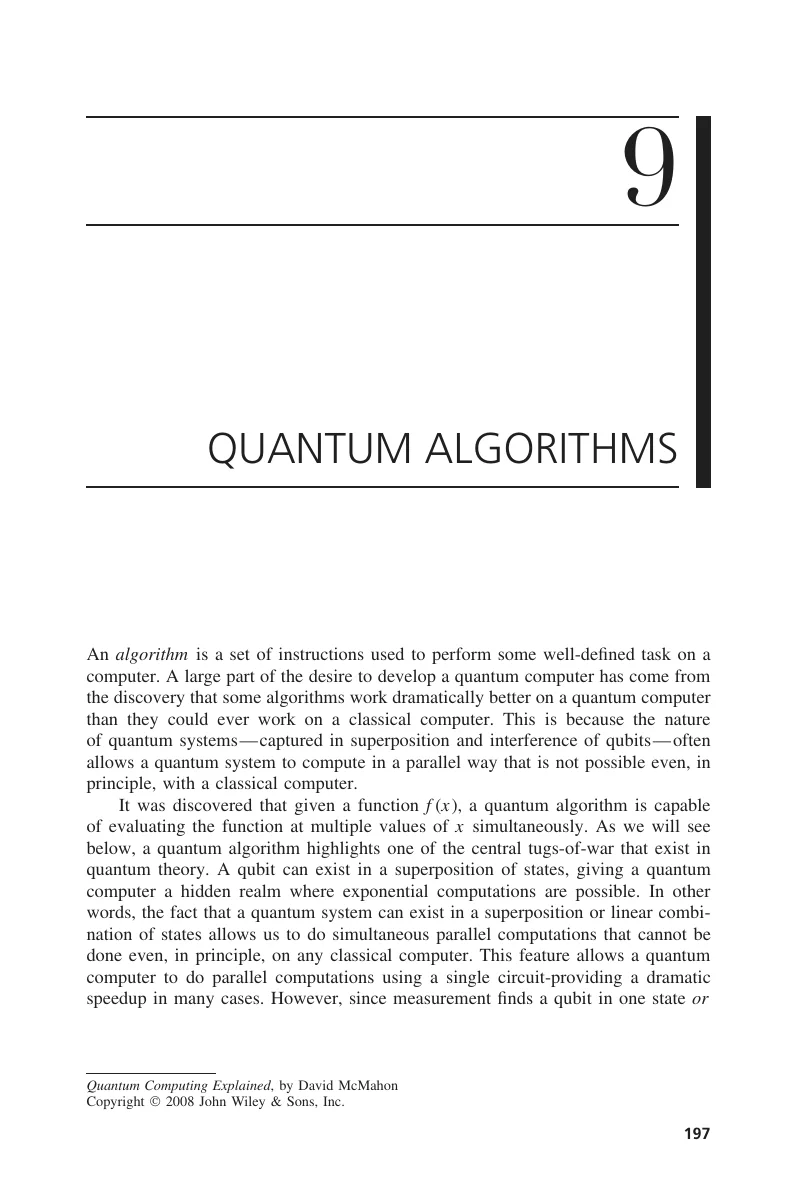 9
QUANTUM ALGORITHMS
An algorithm is a set of instructions used to perform some well-defined task on a
computer. A large part of the desire to develop a quantum computer has come from
the discovery that some algorithms work dramatically better on a quantum computer
than they could ever work on a classical computer. This is because the nature
of quantum systems—captured in superposition and interference of qubits—often
allows a quantum system to compute in a parallel way that is not possible even, in
principle, with a classical computer.
It was discovered that given a function f(x), a quantum algorithm is capable
of evaluating the function at multiple values of x simultaneously. As we will see
below, a quantum algorithm highlights one of the central tugs-of-war that exist in
quantum theory. A qubit can exist in a superposition of states, giving a quantum
computer a hidden realm where exponential computations are possible. In other
words, the fact that a quantum system can exist in a superposition or linear combi-
nation of states allows us to do simultaneous parallel computations that cannot be
done even, in principle, on any classical computer. This feature allows a quantum
computer to do parallel computations using a single circuit-providing a dramatic
speedup in many cases. However, since measurement finds a qubit in one state or
Quantum Computing Explained, by David McMahon
Copyright © 2008 John Wiley & Sons, Inc.
197